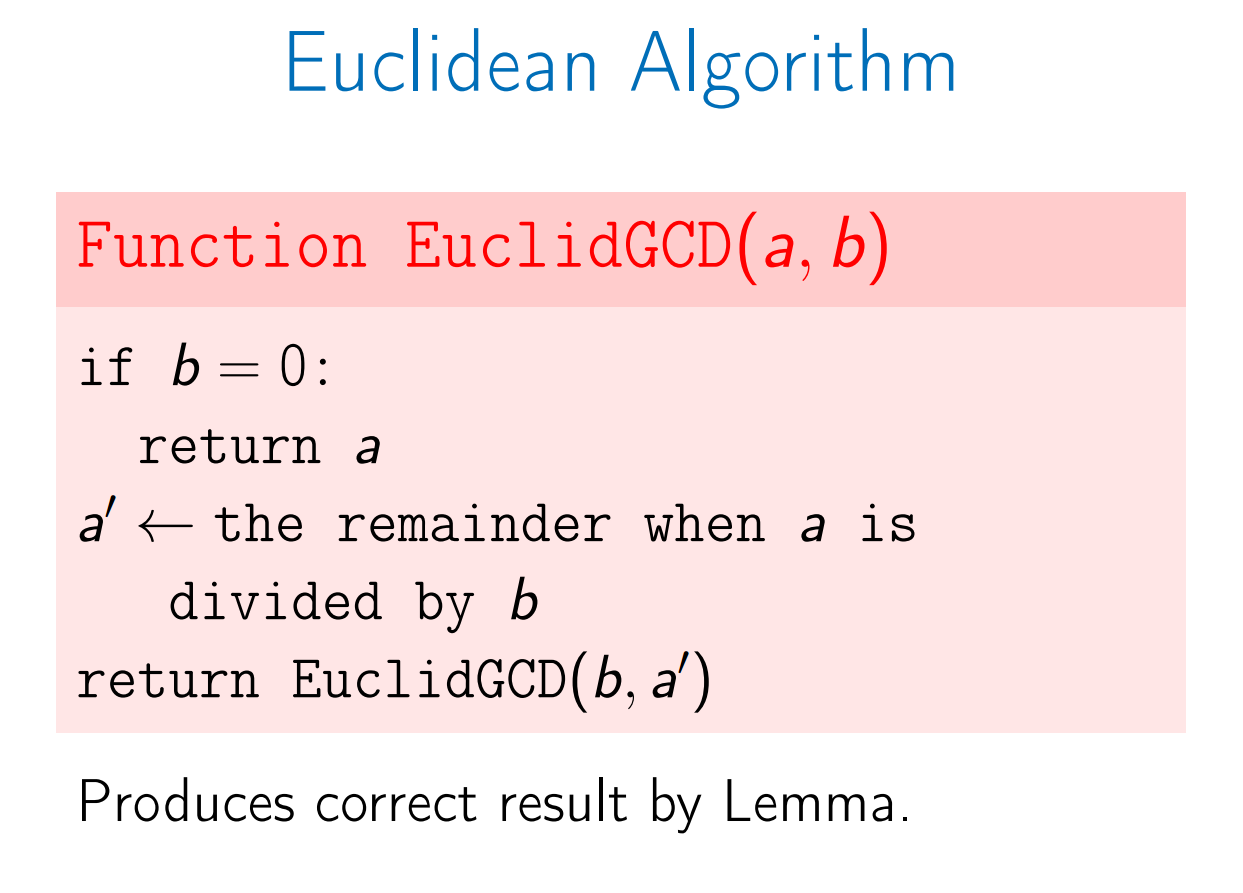 Euclidean Algorithm
Function EuclidGCD(a, b)
if b = 0:
return a
a′ ← the remainder when a is
divided by b
return EuclidGCD(b, a′)
Produces correct result by Lemma.